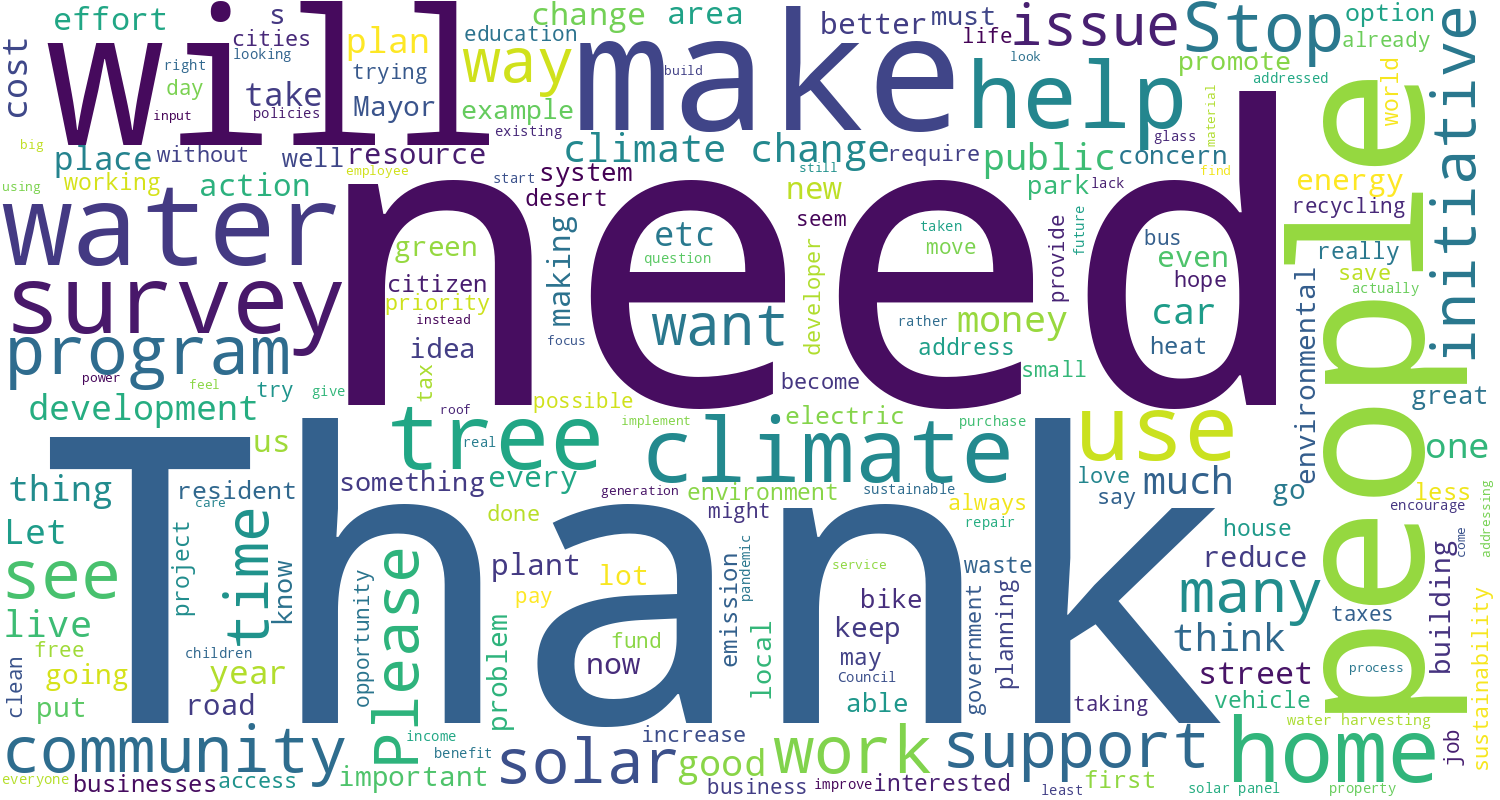 effort
s
change
area
better
must
issue
Stop
option
cities
education
already
cost
will
looking
plan
way
make
life
look
promote
right
trying
build
help
addressed
day
take
Mayor
example
world
initiative
input
policies
existing
material
big
place
without
well
resource
climate change
require
glass
public
concern
people
using
working
action
employee
start
system
still
new
park
lack
energy
find
desert
recycling
water
need
green
making
etc
seem
taken
move
provide
future
bus
even
really
citizen
question
developer
hope
save
survey
priority
actually
instead
want
rather
money
car
environmental
program
idea
focus
address
heat
power
feel
try
give
tax
become
small
great
development
roof
possible
electric
purchase
use
us
tree
real
implement
climate
one
thing
resident
something
every
generation
environment
sustainable
always
love
much
go
less
care
say
encourage
Let
time
Thank
done
might
repair
house
come
addressing
see
project
know
Please
plant
lot
emission
pandemic
service
waste
reduce
building
opportunity
pay
bike
government
planning
many
taxes
live
fund
keep
think
free
children
problem
now
local
may
street
process
sustainability
clean
going
year
Council
put
road
able
taking
vehicle
community
income
increase
water harvesting
benefit
solar
good
work
support
home
job
everyone
businesses
access
important
business
improve
interested
least
first
solar panel
property